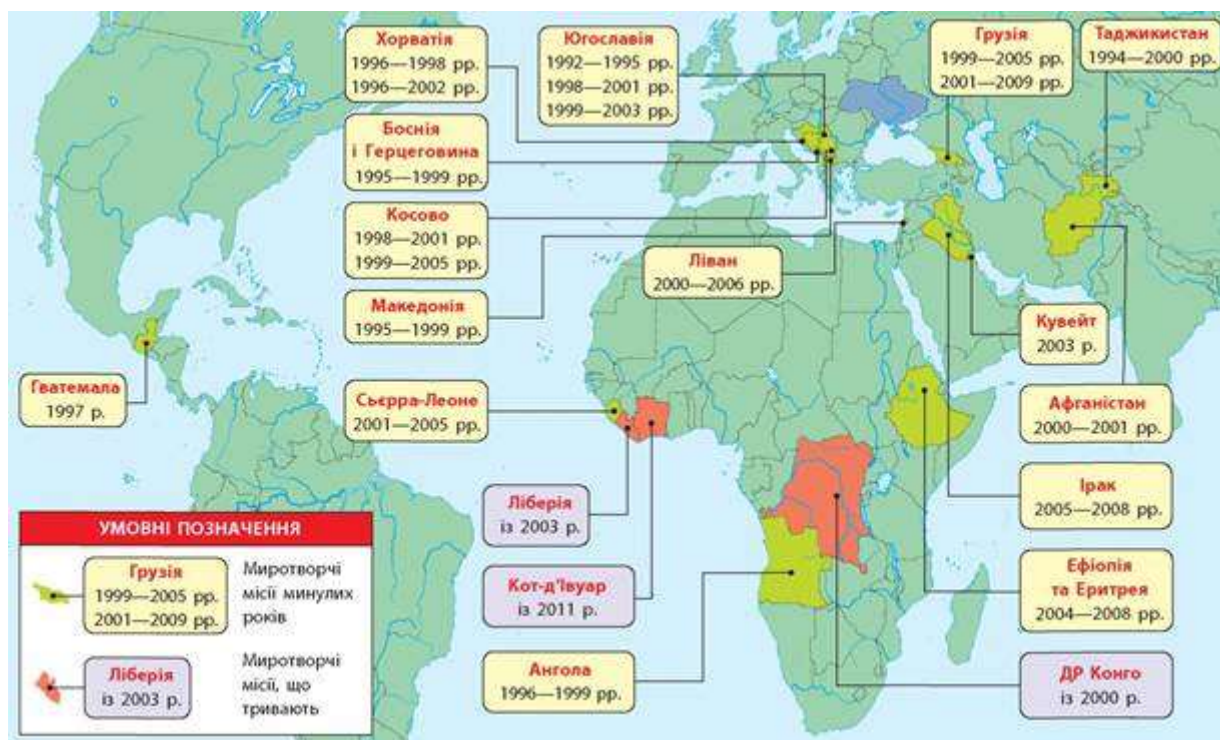 Хорватія
1996—1998 рр.
1996—2002 рр.
Югославія
1992—1995 рр.
1998—2001 рр.
1999—2003 рр.
Грузія
1999—2005 рр.
2001—2009 рр.
Таджикистан
1994—2000 рр.
Боснія
і Герцеговина
1995—1999 рр.
Косово
1998—2001 рр.
1999—2005 рр.
Ліван
2000—2006 рр.
Македонія
1995—1999 рр.
Кувейт
2003 р.
Гватемала
1997 р.
Сьєрра-Леоне
2001—2005 рр.
Афганістан
2000—2001 рр.
Ліберія
із 2003 р.
Ірак
2005—2008 рр.
Кот-д'Івуар
із 2011 р.
Ефіопія
та Еритрея
2004—2008 рр.
Ангола
1996—1999 рр.
ДР Конго
із 2000 р.
УМОВНІ ПОЗНАЧЕННЯ
Грузія
1999—2005 рр.
2001—2009 рр.
Миротворчі
місії минулих
років
Ліберія
із 2003 р.
Миротворчі
місії, що
тривають